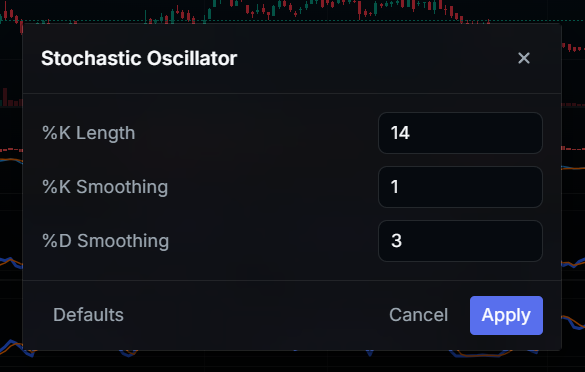 Stochastic Oscillator ×
%K Length 14
%K Smoothing 1
%D Smoothing 3
Defaults Cancel Apply